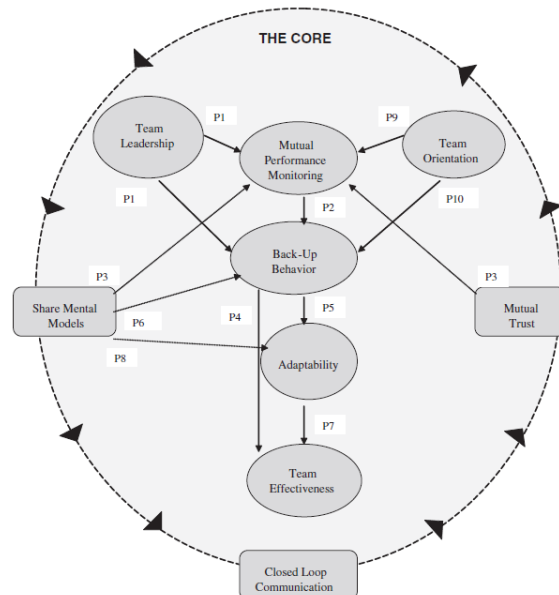 THE CORE
Team
Leadership
P1
Mutual
Performance
Monitoring
P9
Team
Orientation
P1
P2
P10
Back-Up
Behavior
P3
P3
Share Mental
Models
P6
P4
P5
Mutual
Trust
P8
Adaptability
P7
Team
Effectiveness
Closed Loop
Communication